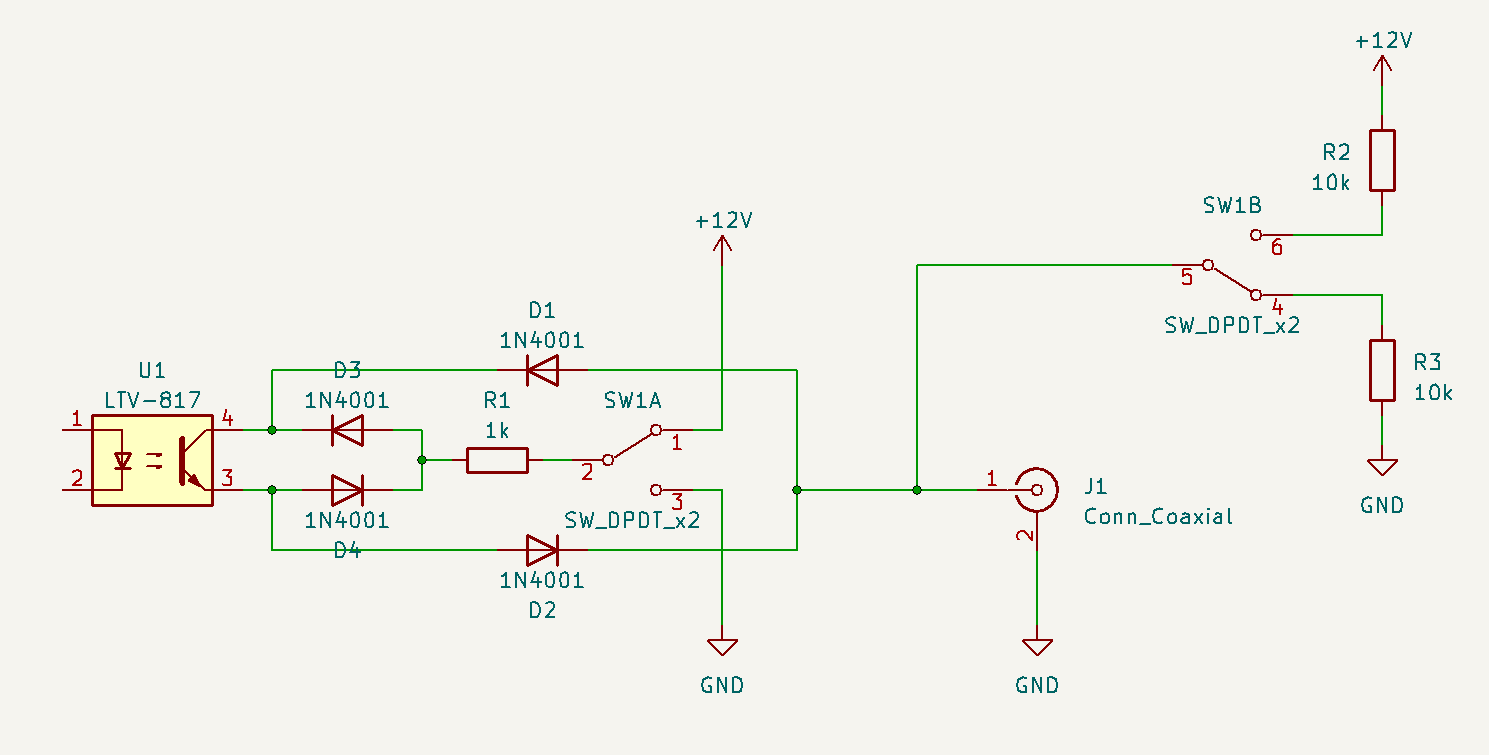 +12V
R2
10k
SW1B
6
5
4
SW_DPDT_x2
R3
10k
GND
+12V
D1
1N4001
U1
LTV-817
1
2
4
3
D3
1N4001
R1
1k
SW1A
1
2
3
SW_DPDT_x2
1N4001
D4
1N4001
D2
GND
1
2
J1
Conn_Coaxial
GND